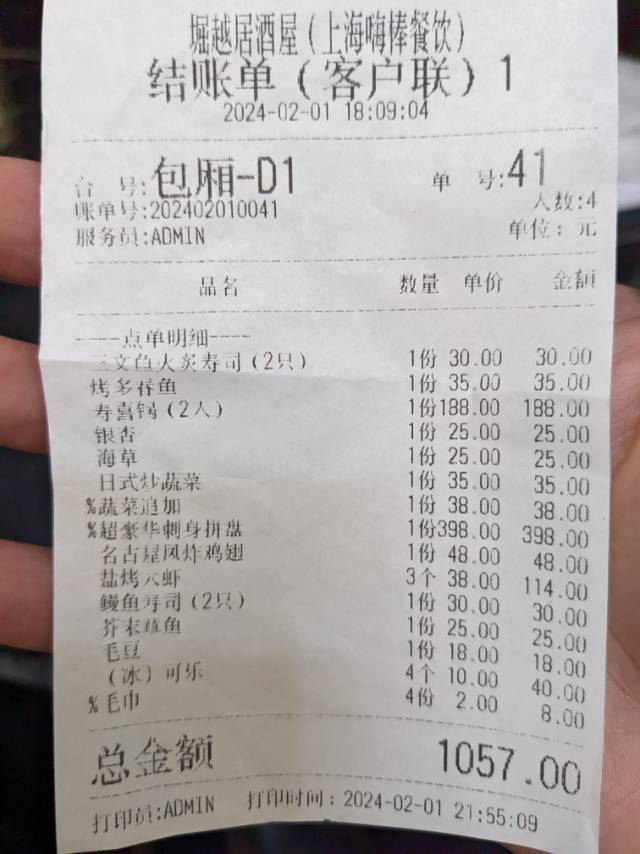 堀越居酒屋(上海嗨棒餐饮)
结账单(客户联)1
2024-02-01 18:09:04
台 号:包厢-D1 单 号:41
账单号:202402010041 人数:4
服务员:ADMIN 单位: 元
品名 数量 单价 金额
----点单明细----
三文鱼火炙寿司(2只) 1份 30.00 30.00
烤多春鱼 1份 35.00 35.00
寿喜锅(2人) 1份188.00 188.00
银杏 1份 25.00 25.00
海草 1份 25.00 25.00
日式炒蔬菜 1份 35.00 35.00
%蔬菜追加 1份 38.00 38.00
%超豪华刺身拼盘 1份398.00 398.00
名古屋风炸鸡翅 1份 48.00 48.00
盐烤大虾 3个 38.00 114.00
鳗鱼寿司(2只) 1份 30.00 30.00
芥末章鱼 1份 25.00 25.00
毛豆 1份 18.00 18.00
(冰)可乐 4个 10.00 40.00
%毛巾 4份 2.00 8.00
总金额 1057.00
打印员:ADMIN 打印时间:2024-02-01 21:55:09